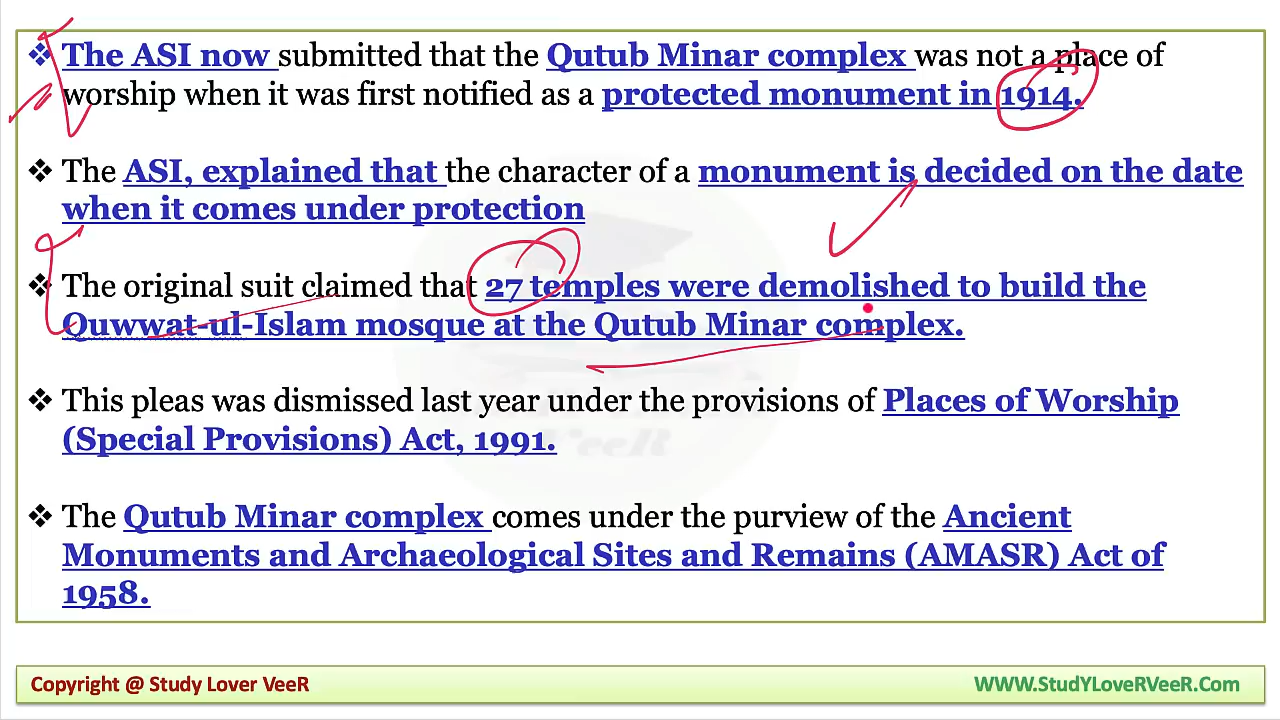 ❖ The ASI now submitted that the Qutub Minar complex was not a place of
worship when it was first notified as a protected monument in 1914.
❖ The ASI, explained that the character of a monument is decided on the date
when it comes under protection
❖ The original suit claimed that 27 temples were demolished to build the
Quwwat-ul-Islam mosque at the Qutub Minar complex.
❖ This pleas was dismissed last year under the provisions of Places of Worship
(Special Provisions) Act, 1991.
❖ The Qutub Minar complex comes under the purview of the Ancient
Monuments and Archaeological Sites and Remains (AMASR) Act of
1958.
Copyright @ Study Lover VeeR
WWW.StudYLoveRVeeR.Com